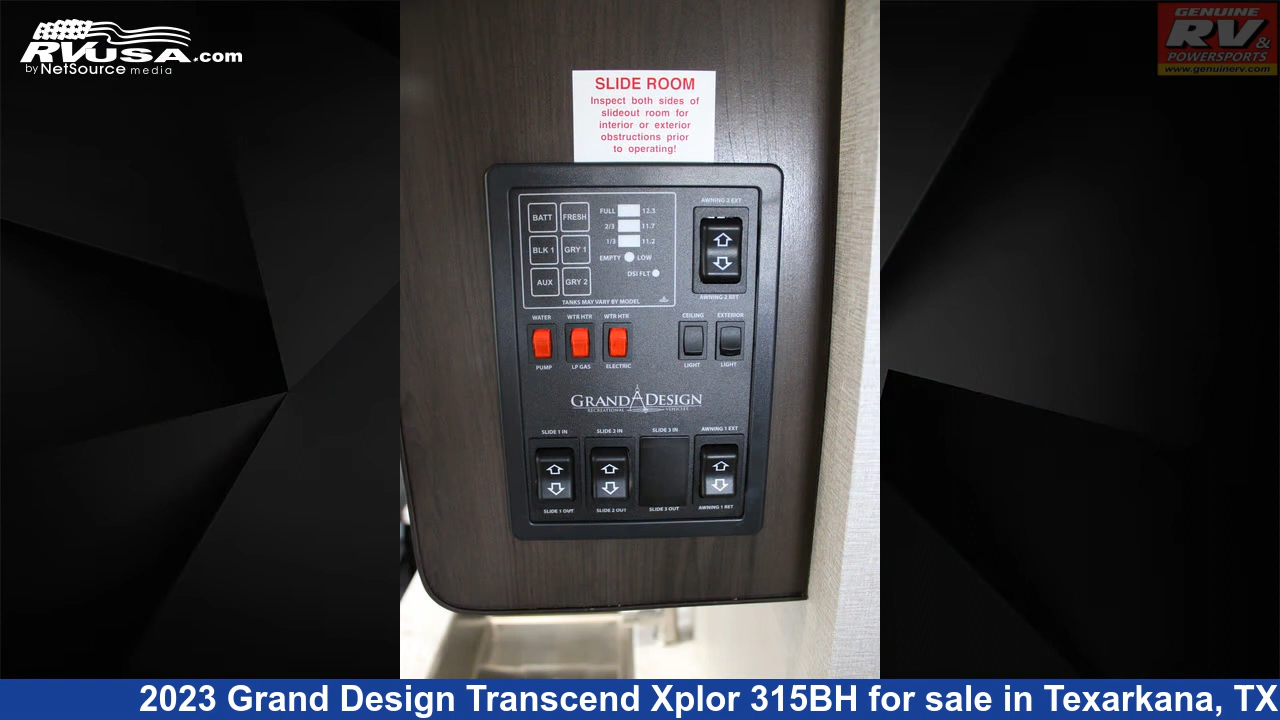 RVUSA.com
by NetSource media
GENUINE
RV &
POWERSPORTS
www.genuinerv.com
SLIDE ROOM
Inspect both sides of
slideout room for
interior or exterior
obstructions prior
to operating!
BATT FRESH
BLK 1 GRY 1
AUX GRY 2
FULL 12.3
2/3 11.7
1/3 11.2
EMPTY LOW
DSI FLT
TANKS MAY VARY BY MODEL
AWNING 2 EXT
AWNING 2 RET
WATER WTR HTR WTR HTR CEILING EXTERIOR
PUMP LP GAS ELECTRIC LIGHT LIGHT
GRAND DESIGN
RECREATIONAL VEHICLES
SLIDE 1 IN SLIDE 2 IN SLIDE 3 IN AWNING 1 EXT
SLIDE 1 OUT SLIDE 2 OUT SLIDE 3 OUT AWNING 1 RET
2023 Grand Design Transcend Xplor 315BH for sale in Texarkana, TX